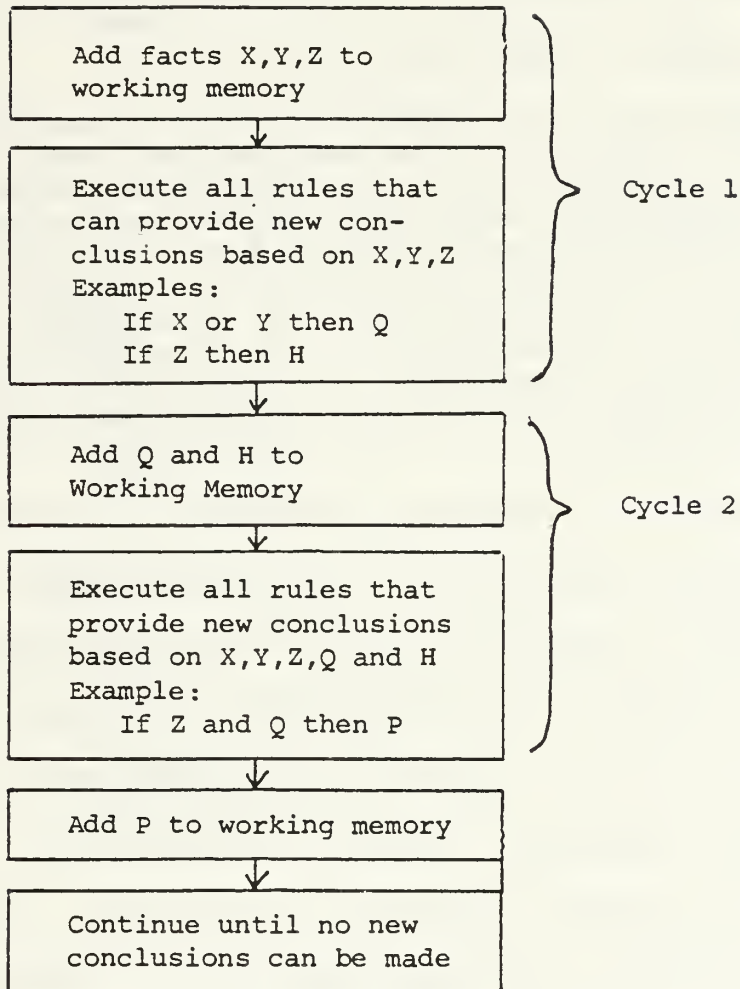 Add facts X,Y,Z to
working memory
Execute all rules that
can provide new con-
clusions based on X,Y,Z
Examples:
If X or Y then Q
If Z then H
Cycle 1
Add Q and H to
Working Memory
Execute all rules that
provide new conclusions
based on X,Y,Z,Q and H
Example:
If Z and Q then P
Cycle 2
Add P to working memory
Continue until no new
conclusions can be made